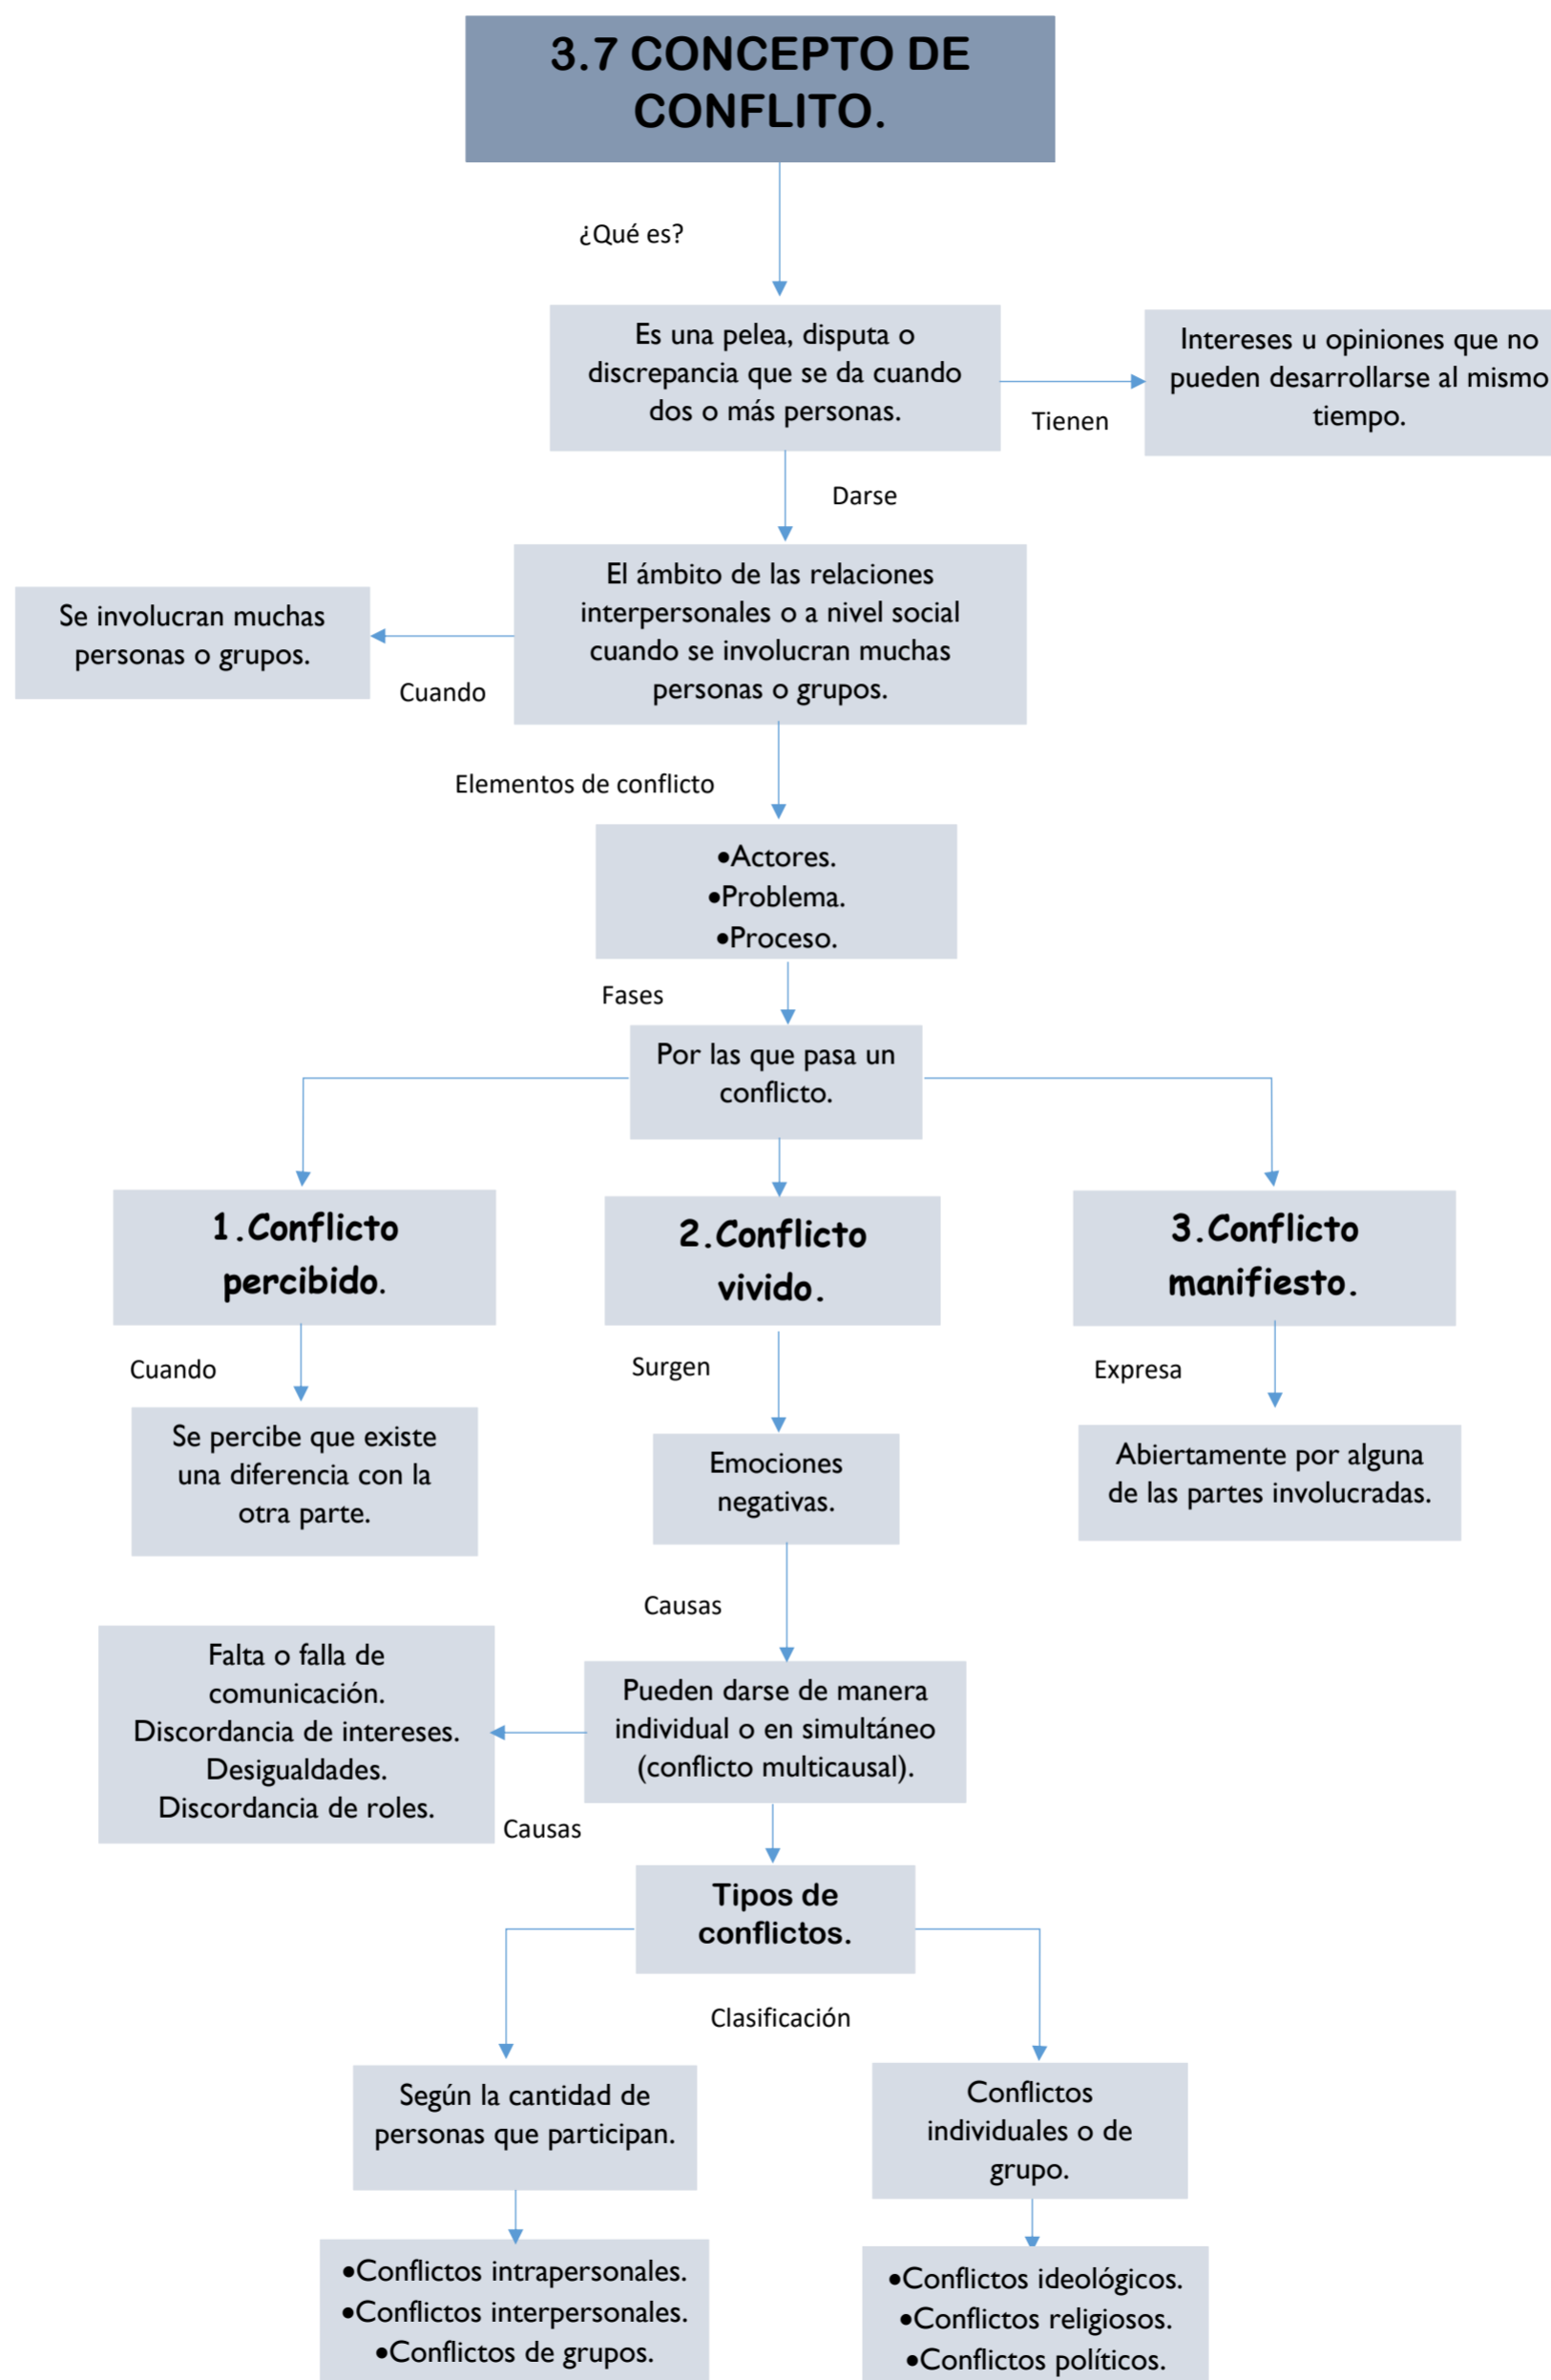 3.7 CONCEPTO DE
CONFLITO.
¿Qué es?
Es una pelea, disputa o
discrepancia que se da cuando
dos o más personas.
Tienen
Intereses u opiniones que no
pueden desarrollarse al mismo
tiempo.
Darse
El ámbito de las relaciones
interpersonales o a nivel social
cuando se involucran muchas
personas o grupos.
Cuando
Se involucran muchas
personas o grupos.
Elementos de conflicto
•Actores.
•Problema.
•Proceso.
Fases
Por las que pasa un
conflicto.
1.Conflicto
percibido.
Cuando
Se percibe que existe
una diferencia con la
otra parte.
2.Conflicto
vivido.
Surgen
Emociones
negativas.
3.Conflicto
manifiesto.
Expresa
Abiertamente por alguna
de las partes involucradas.
Causas
Pueden darse de manera
individual o en simultáneo
(conflicto multicausal).
Causas
Falta o falla de
comunicación.
Discordancia de intereses.
Desigualdades.
Discordancia de roles.
Tipos de
conflictos.
Clasificación
Según la cantidad de
personas que participan.
•Conflictos intrapersonales.
•Conflictos interpersonales.
•Conflictos de grupos.
Conflictos
individuales o de
grupo.
•Conflictos ideológicos.
•Conflictos religiosos.
•Conflictos políticos.